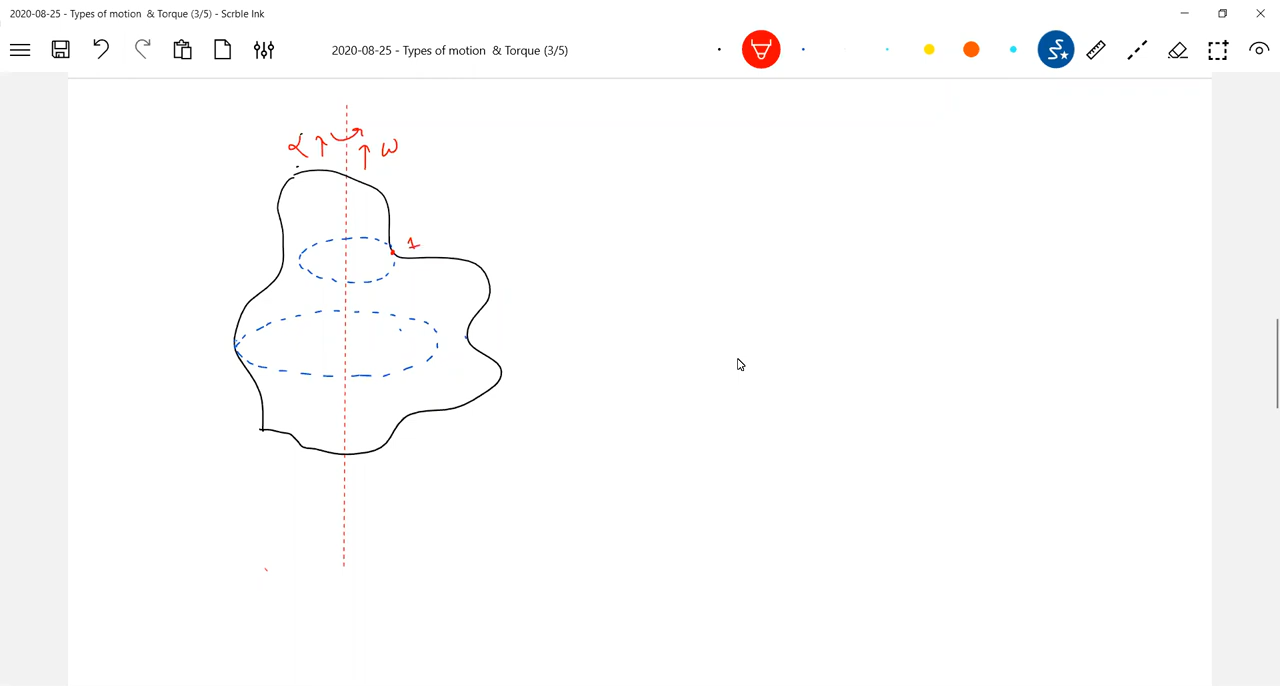 2020-08-25 - Types of motion & Torque (3/5) - Scrble Ink
2020-08-25 - Types of motion & Torque (3/5)
α ↑ ↑ ω
1